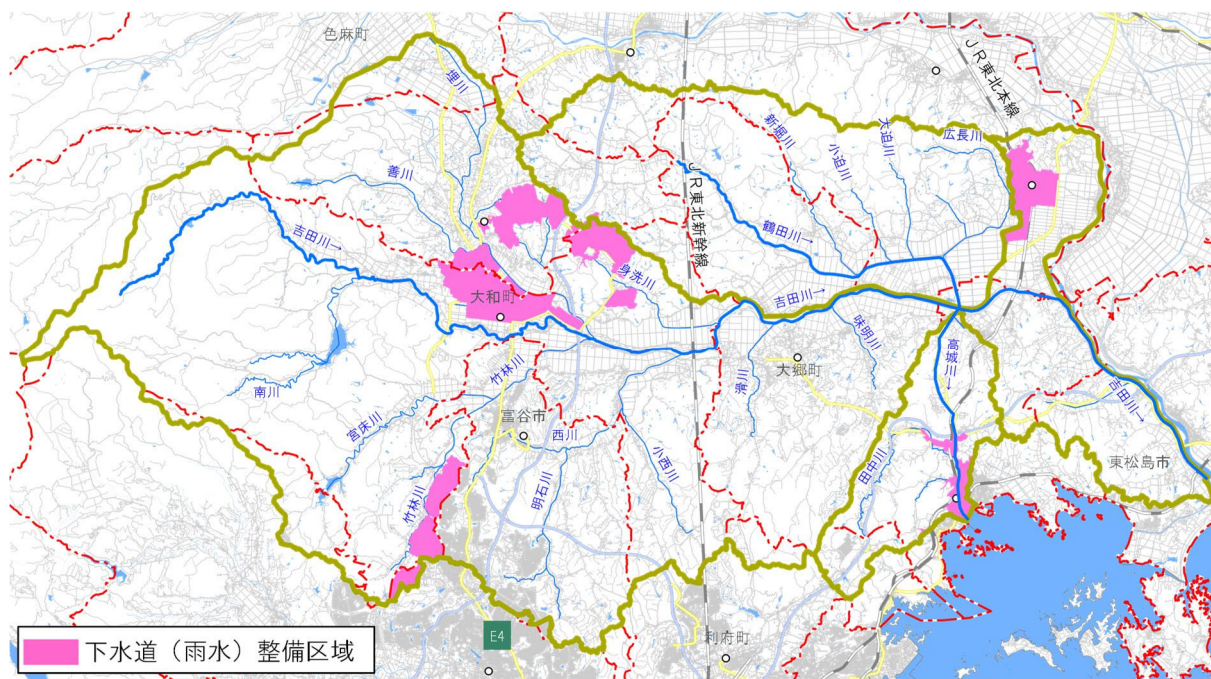 色麻町
埋川
JR東北本線
新堀川
大迫川
小迫川
広長川
善川
JR東北新幹線
吉田川→
鶴田川→
身洗川
大和町
吉田川→
味明川
高城川→
吉田川→
南川
竹林川
滑川
大郷町
宮床川
富谷市
西川
小西川
田中川
東松島市
竹林川
明石川
E4
利府町
下水道（雨水）整備区域